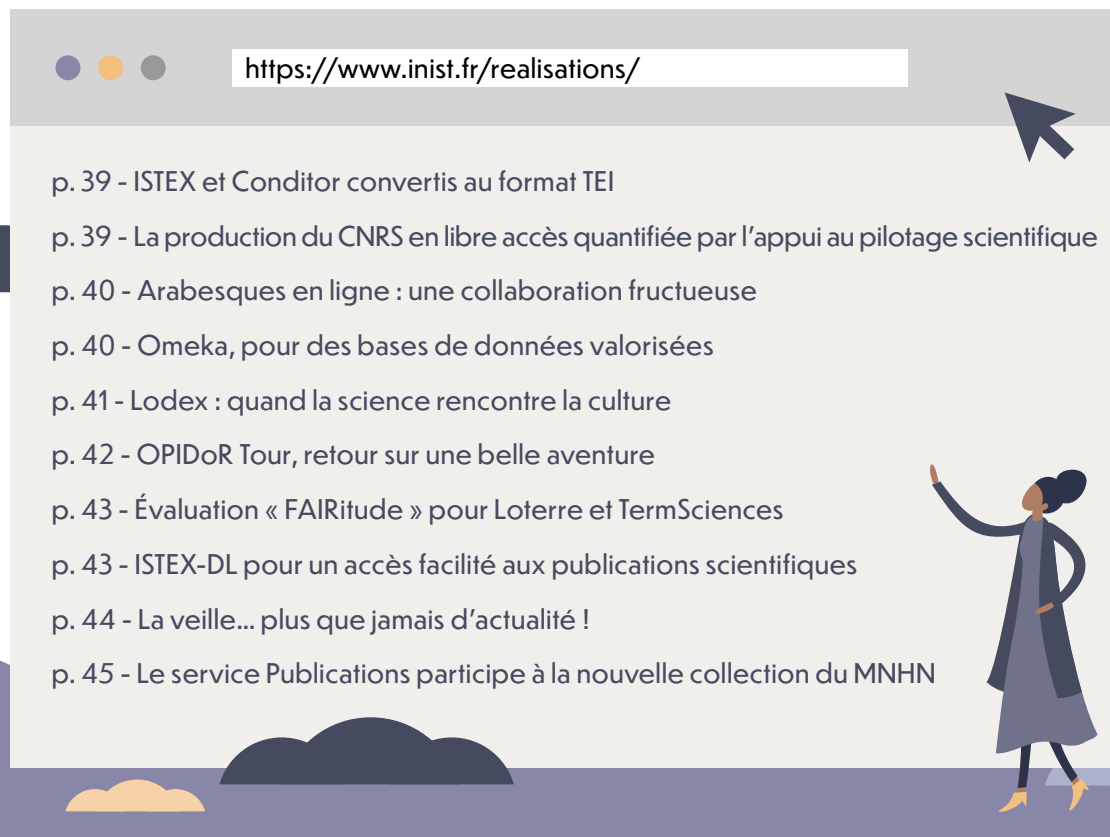 https://www.inist.fr/realisations/
p. 39 - ISTEX et Conditor convertis au format TEI
p. 39 - La production du CNRS en libre accès quantifiée par l’appui au pilotage scientifique
p. 40 - Arabesques en ligne : une collaboration fructueuse
p. 40 - Omeka, pour des bases de données valorisées
p. 41 - Lodex : quand la science rencontre la culture
p. 42 - OPIDoR Tour, retour sur une belle aventure
p. 43 - Évaluation « FAIRitude » pour Loterre et TermSciences
p. 43 - ISTEX-DL pour un accès facilité aux publications scientifiques
p. 44 - La veille... plus que jamais d’actualité !
p. 45 - Le service Publications participe à la nouvelle collection du MNHN